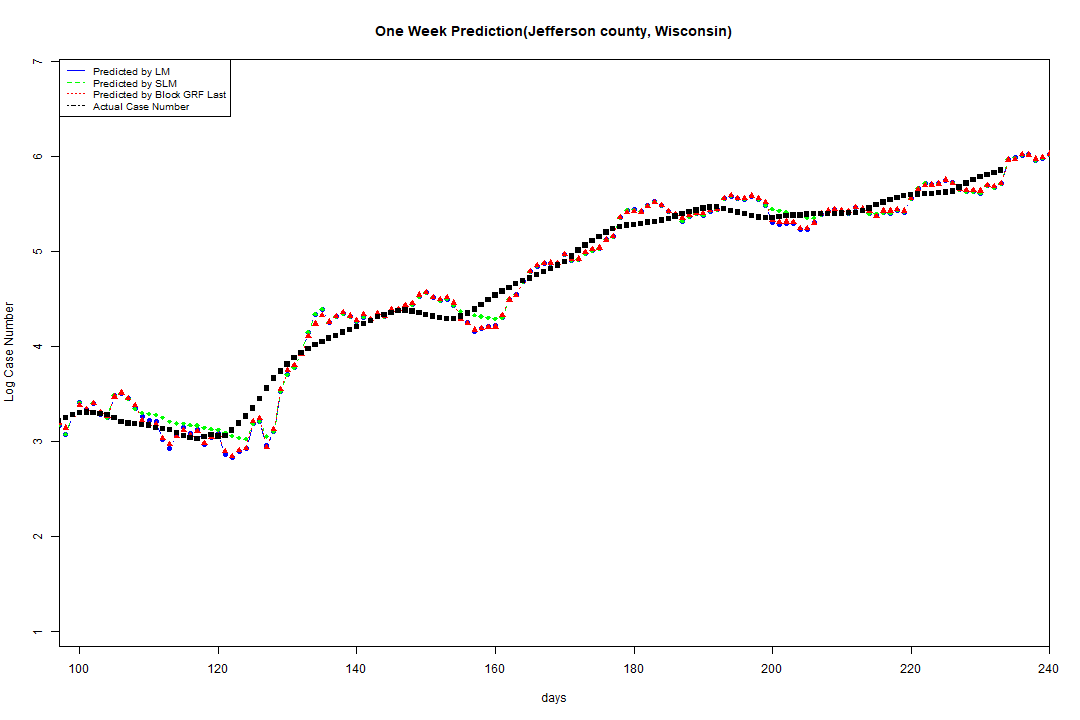 One Week Prediction(Jefferson county, Wisconsin)
Predicted by LM
Predicted by SLM
Predicted by Block GRF Last
Actual Case Number
7
6
5
4
3
2
1
Log Case Number
100 120 140 160 180 200 220 240
days